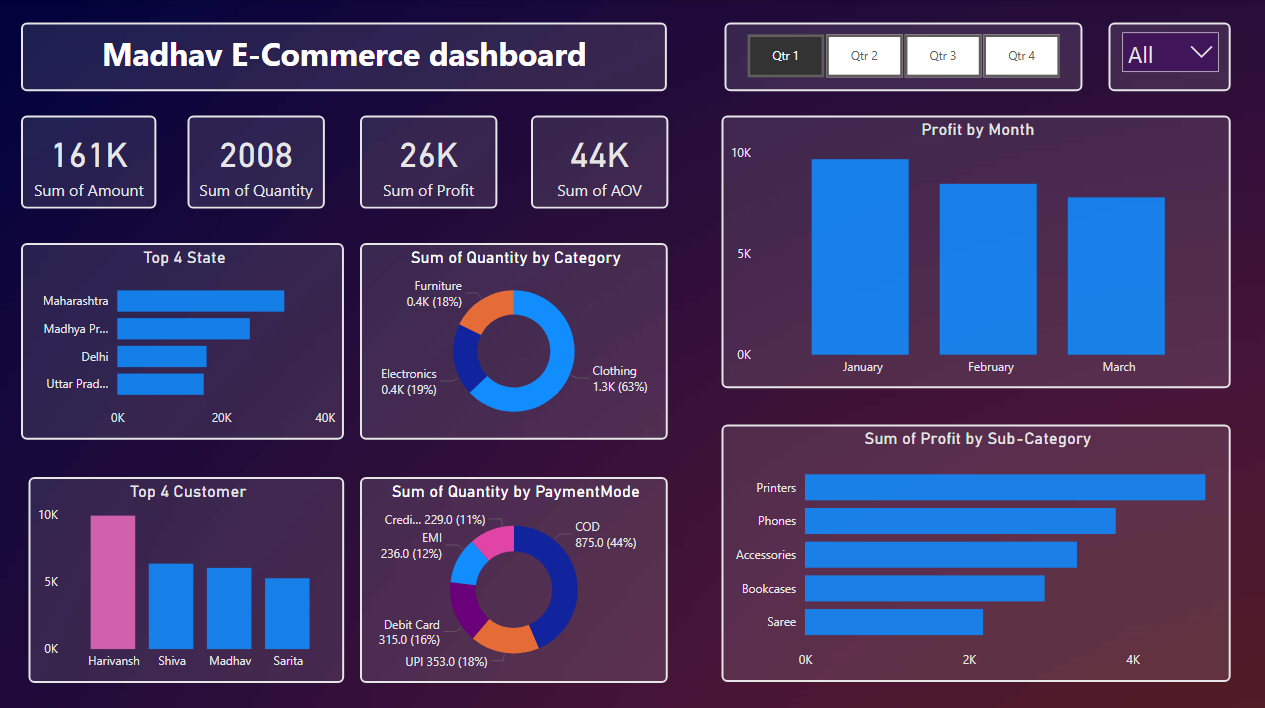 Madhav E-Commerce dashboard
Qtr 1
Qtr 2
Qtr 3
Qtr 4
All
161K
Sum of Amount
2008
Sum of Quantity
26K
Sum of Profit
44K
Sum of AOV
Profit by Month
10K
5K
0K
January
February
March
Top 4 State
Maharashtra
Madhya Pr...
Delhi
Uttar Prad...
0K
20K
40K
Sum of Quantity by Category
Furniture
0.4K (18%)
Electronics
0.4K (19%)
Clothing
1.3K (63%)
Top 4 Customer
10K
5K
0K
Harivansh
Shiva
Madhav
Sarita
Sum of Quantity by PaymentMode
Credi... 229.0 (11%)
EMI
236.0 (12%)
COD
875.0 (44%)
Debit Card
315.0 (16%)
UPI 353.0 (18%)
Sum of Profit by Sub-Category
Printers
Phones
Accessories
Bookcases
Saree
0K
2K
4K